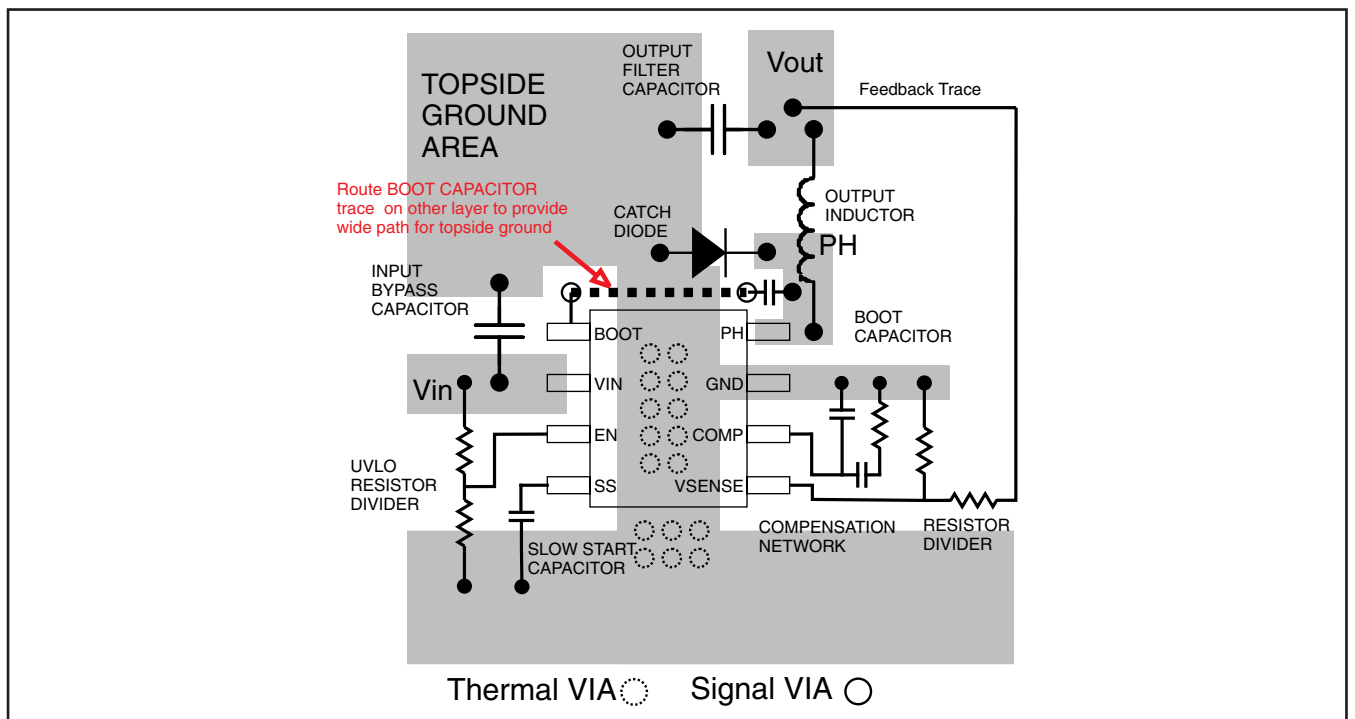 OUTPUT
FILTER
CAPACITOR
Vout
TOPSIDE
GROUND
AREA
Feedback Trace
Route BOOT CAPACITOR
trace on other layer to provide
wide path for topside ground
CATCH
DIODE
OUTPUT
INDUCTOR
PH
INPUT
BYPASS
CAPACITOR
BOOT
CAPACITOR
BOOT
PH
Vin
VIN
GND
EN
COMP
UVLO
RESISTOR
DIVIDER
SS
VSENSE
SLOW START
CAPACITOR
COMPENSATION
NETWORK
RESISTOR
DIVIDER
Thermal VIA
Signal VIA